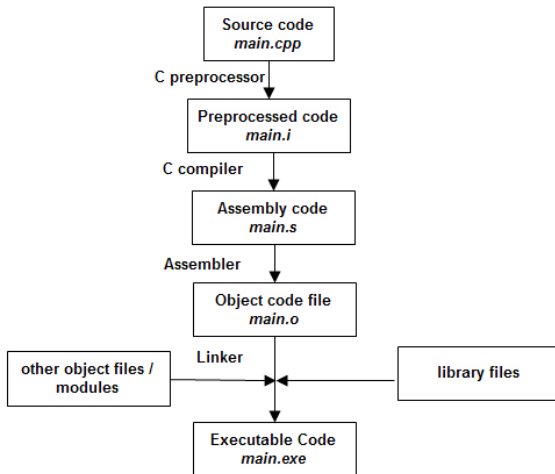 Source code
main.cpp
C preprocessor
Preprocessed code
main.i
C compiler
Assembly code
main.s
Assembler
Object code file
main.o
Linker
other object files /
modules
library files
Executable Code
main.exe